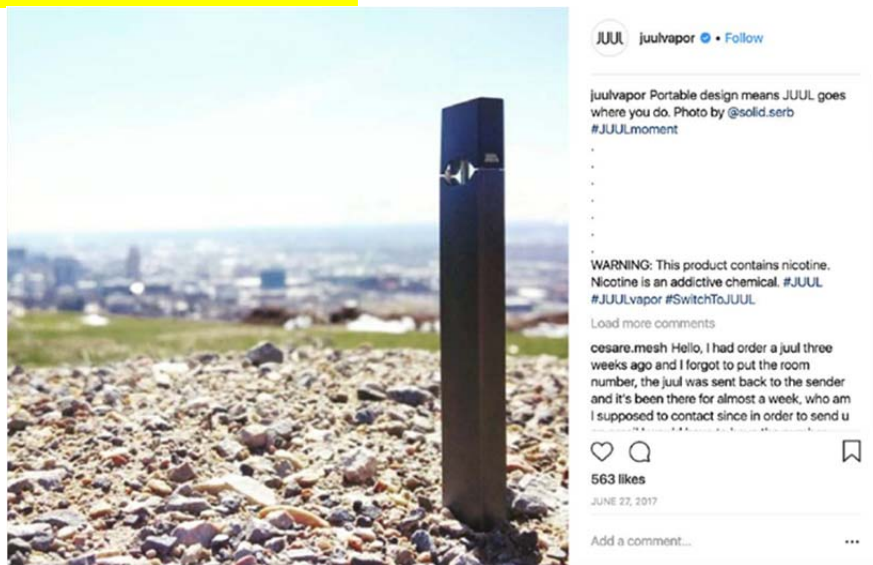 JUUL
juulvapor • Follow
juulvapor Portable design means JUUL goes
where you do. Photo by @solid.serb
#JUULmoment
.
.
.
.
.
.
.
WARNING: This product contains nicotine.
Nicotine is an addictive chemical. #JUUL
#JUULvapor #SwitchToJUUL
Load more comments
cesare.mesh Hello, I had order a juul three
weeks ago and I forgot to put the room
number, the juul was sent back to the sender
and it's been there for almost a week, who am
I supposed to contact since in order to send u
563 likes
JUNE 27, 2017
Add a comment...